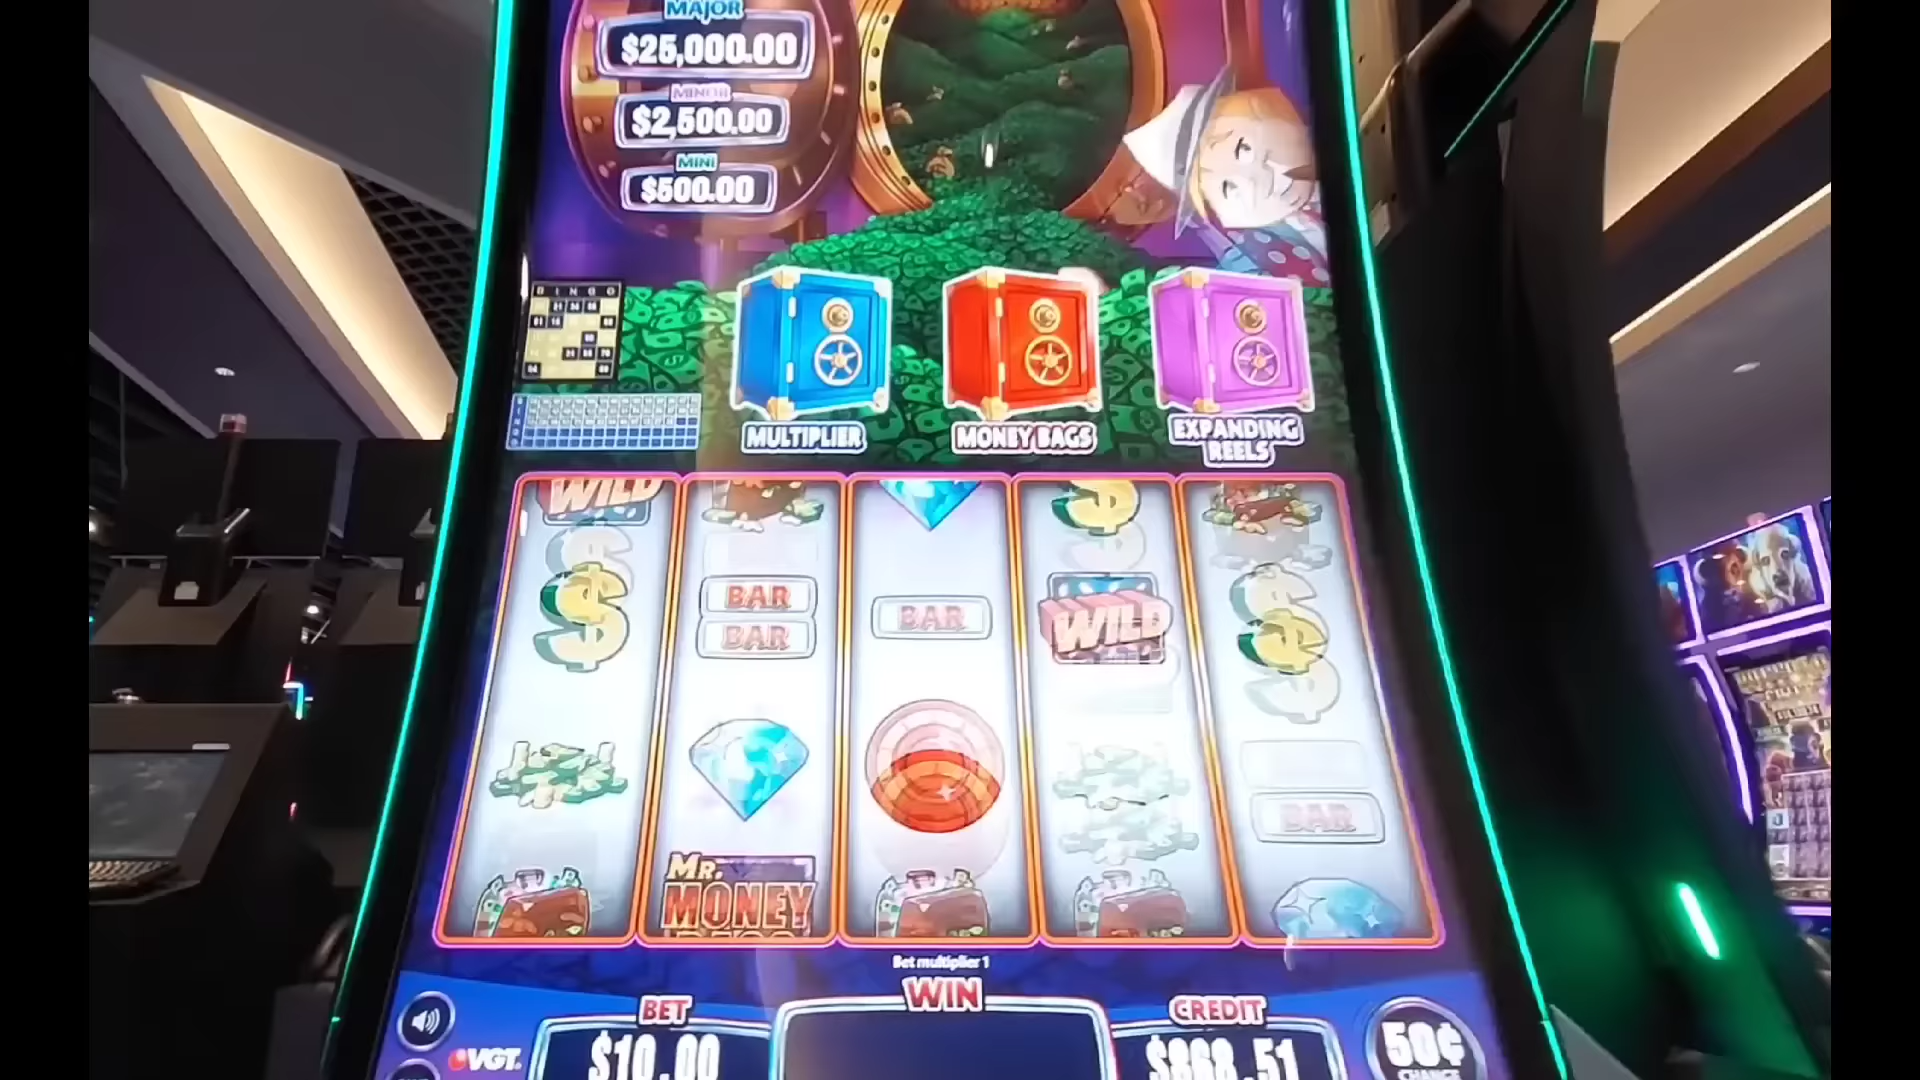 MAJOR
$25,000.00
MINOR
$2,500.00
MINI
$500.00
BINGO
MULTIPLIER
MONEY BAGS
EXPANDING
REELS
WILD
BAR
BAR
BAR
WILD
BAR
MR.
MONEY
Bet multiplier 1
BET
WIN
CREDIT
$10.00
$868.51
50¢
CHANGE
VGT.